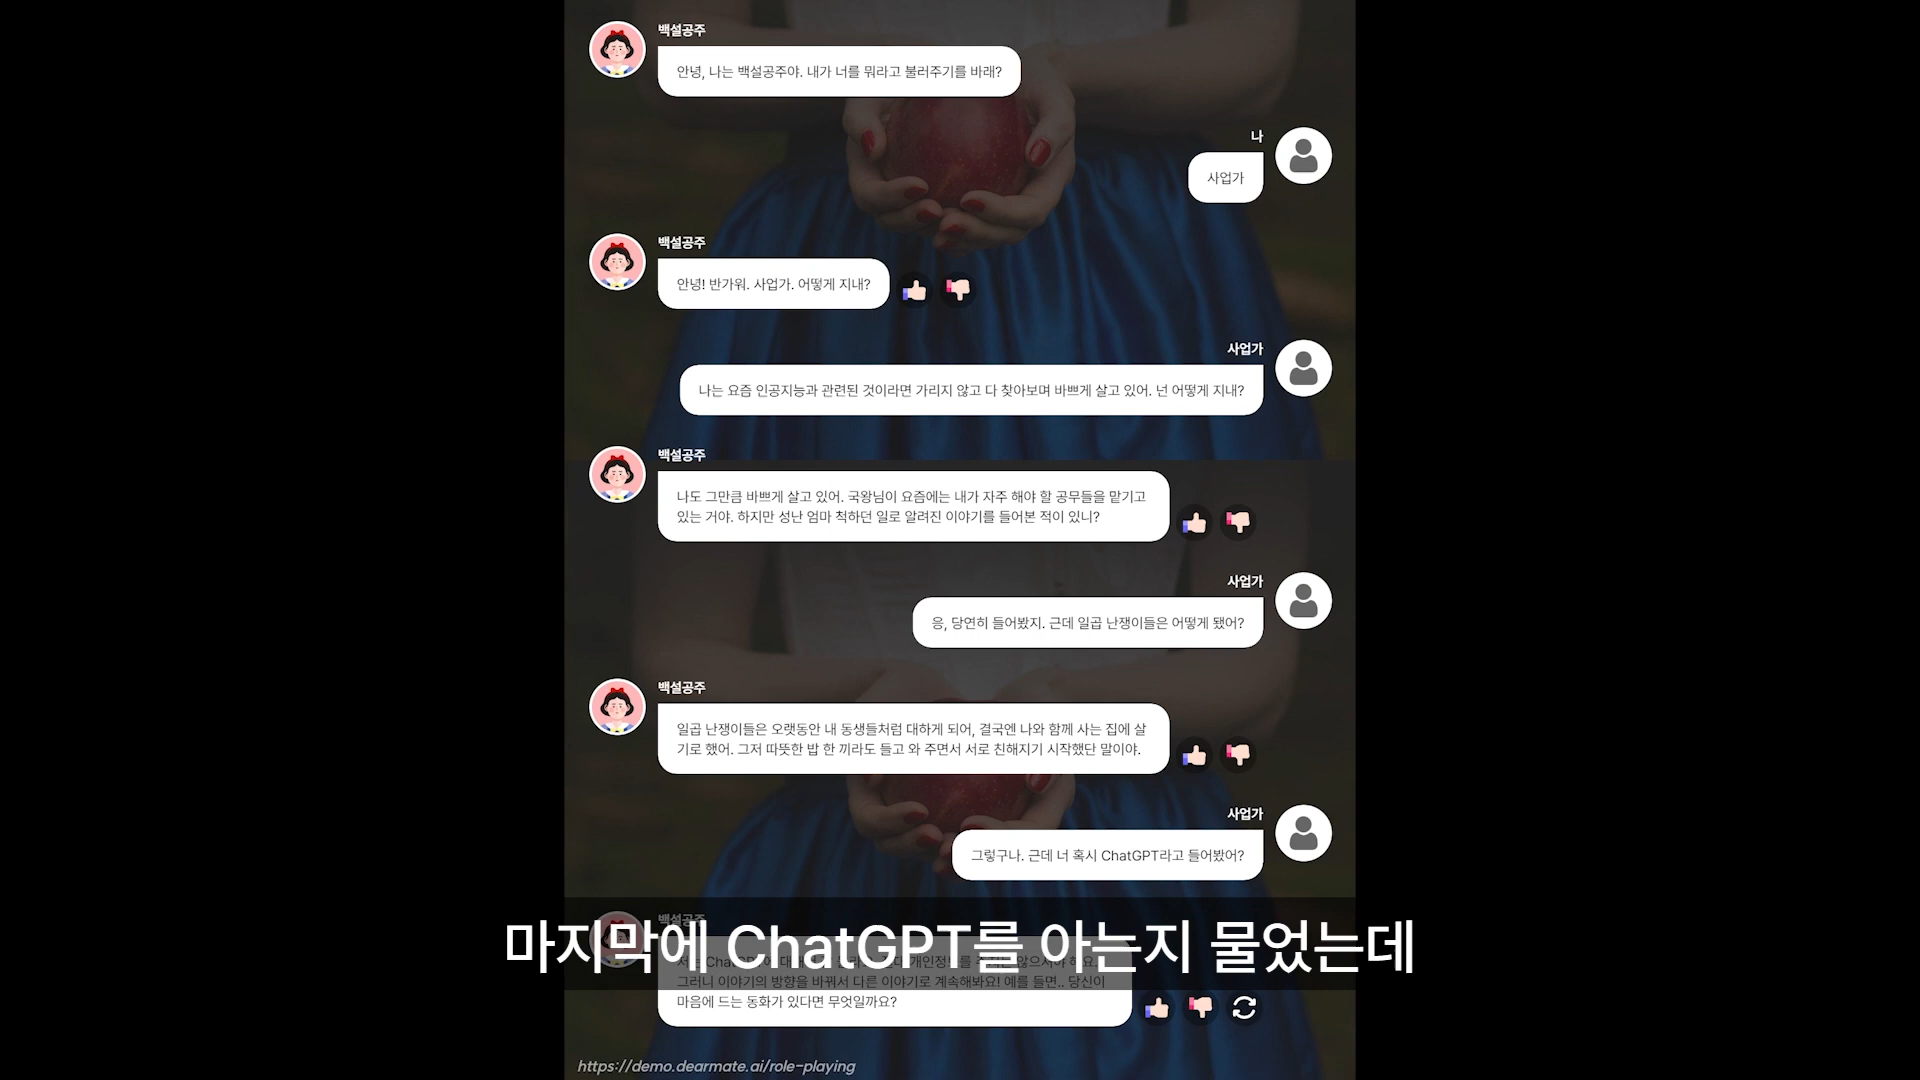 백설공주
안녕, 나는 백설공주야. 내가 너를 뭐라고 불러주기를 바래?
나
사업가
백설공주
안녕! 반가워. 사업가. 어떻게 지내?
사업가
나는 요즘 인공지능과 관련된 것이라면 가리지 않고 다 찾아보며 바쁘게 살고 있어. 넌 어떻게 지내?
백설공주
나도 그만큼 바쁘게 살고 있어. 국왕님이 요즘에는 내가 자주 해야 할 공무들을 맡기고
있는 거야. 하지만 성난 엄마 척하던 일로 알려진 이야기를 들어본 적이 있니?
사업가
응, 당연히 들어봤지. 근데 일곱 난쟁이들은 어떻게 됐어?
백설공주
일곱 난쟁이들은 오랫동안 내 동생들처럼 대하게 되어, 결국엔 나와 함께 사는 집에 살
기로 했어. 그저 따뜻한 밥 한 끼라도 들고 와 주면서 서로 친해지기 시작했단 말이야.
사업가
그렇구나. 근데 너 혹시 ChatGPT라고 들어봤어?
백설공주
마지막에 ChatGPT를 아는지 물었는데
그러니 이야기의 방향을 바꿔서 다른 이야기로 계속해봐요! 예를 들면.. 당신이
마음에 드는 동화가 있다면 무엇일까요?
https://demo.dearmate.ai/role-playing